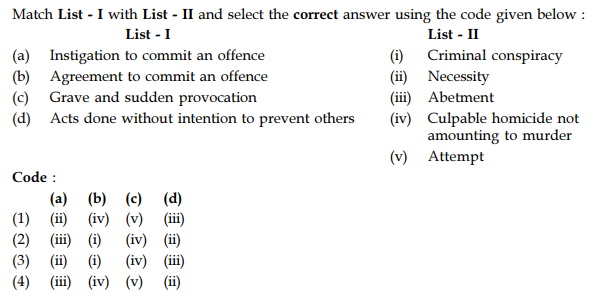 Match List - I with List - II and select the correct answer using the code given below :
List - I List - II
(a) Instigation to commit an offence (i) Criminal conspiracy
(b) Agreement to commit an offence (ii) Necessity
(c) Grave and sudden provocation (iii) Abetment
(d) Acts done without intention to prevent others (iv) Culpable homicide not
amounting to murder
(v) Attempt
Code :
(a) (b) (c) (d)
(1) (ii) (iv) (v) (iii)
(2) (iii) (i) (iv) (ii)
(3) (ii) (i) (iv) (iii)
(4) (iii) (iv) (v) (ii)